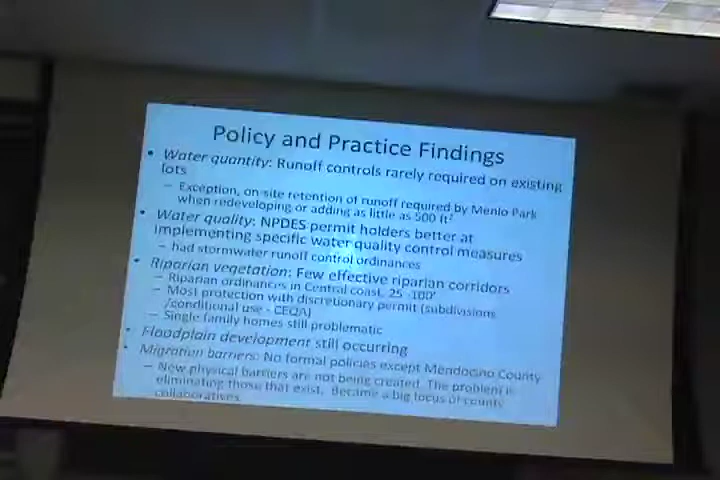 Policy and Practice Findings
• Water quantity: Runoff controls rarely required on existing
lots
– Exception, on-site retention of runoff required by Menlo Park
when redeveloping or adding as little as 500 ft²
• Water quality: NPDES permit holders better at
implementing specific water quality control measures
– had stormwater runoff control ordinances
• Riparian vegetation: Few effective riparian corridors
– Riparian ordinances in Central coast, 25'-100'
– Most protection with discretionary permit (subdivisions
/conditional use - CEQA)
– Single family homes still problematic
• Floodplain development still occurring
• Migration barriers: No formal policies except Mendocino County
– New physical barriers are not being created. The problem is
eliminating those that exist. Became a big focus of county
collaboratives.